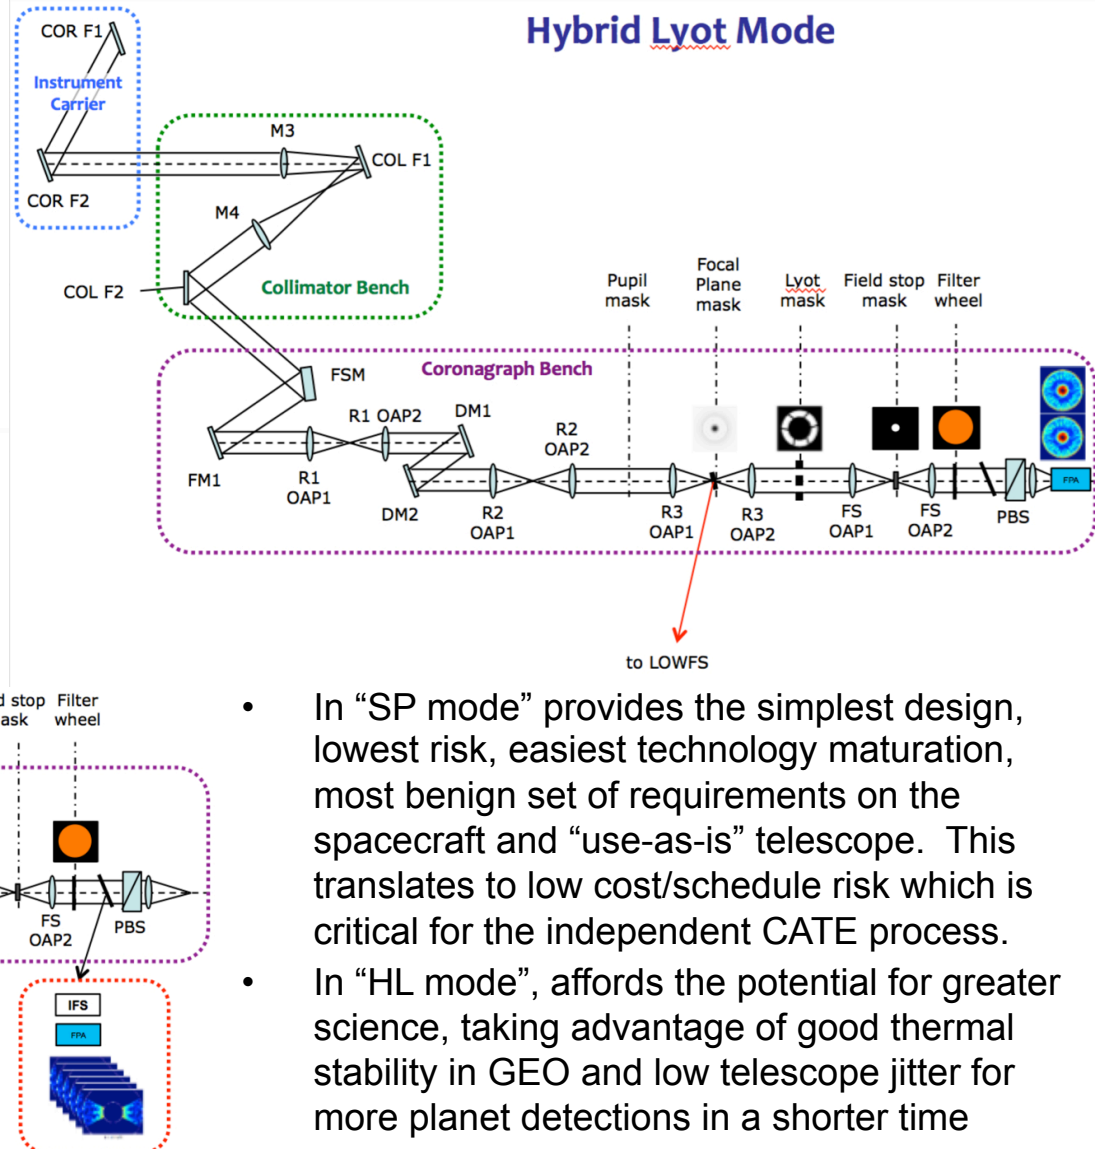 Hybrid Lyot Mode
COR F1
Instrument
Carrier
COR F2
M3
COL F1
M4
COL F2
Collimator Bench
Pupil
mask
Focal
Plane
mask
Lyot
mask
Field stop
mask
Filter
wheel
Coronagraph Bench
FSM
R1 OAP2
DM1
R2
OAP2
FM1
R1
OAP1
DM2
R2
OAP1
R3
OAP1
R3
OAP2
FS
OAP1
FS
OAP2
PBS
FPA
to LOWFS
d stop
ask
Filter
wheel
FS
OAP2
PBS
IFS
FPA
• In “SP mode” provides the simplest design,
lowest risk, easiest technology maturation,
most benign set of requirements on the
spacecraft and “use-as-is” telescope. This
translates to low cost/schedule risk which is
critical for the independent CATE process.
• In “HL mode”, affords the potential for greater
science, taking advantage of good thermal
stability in GEO and low telescope jitter for
more planet detections in a shorter time